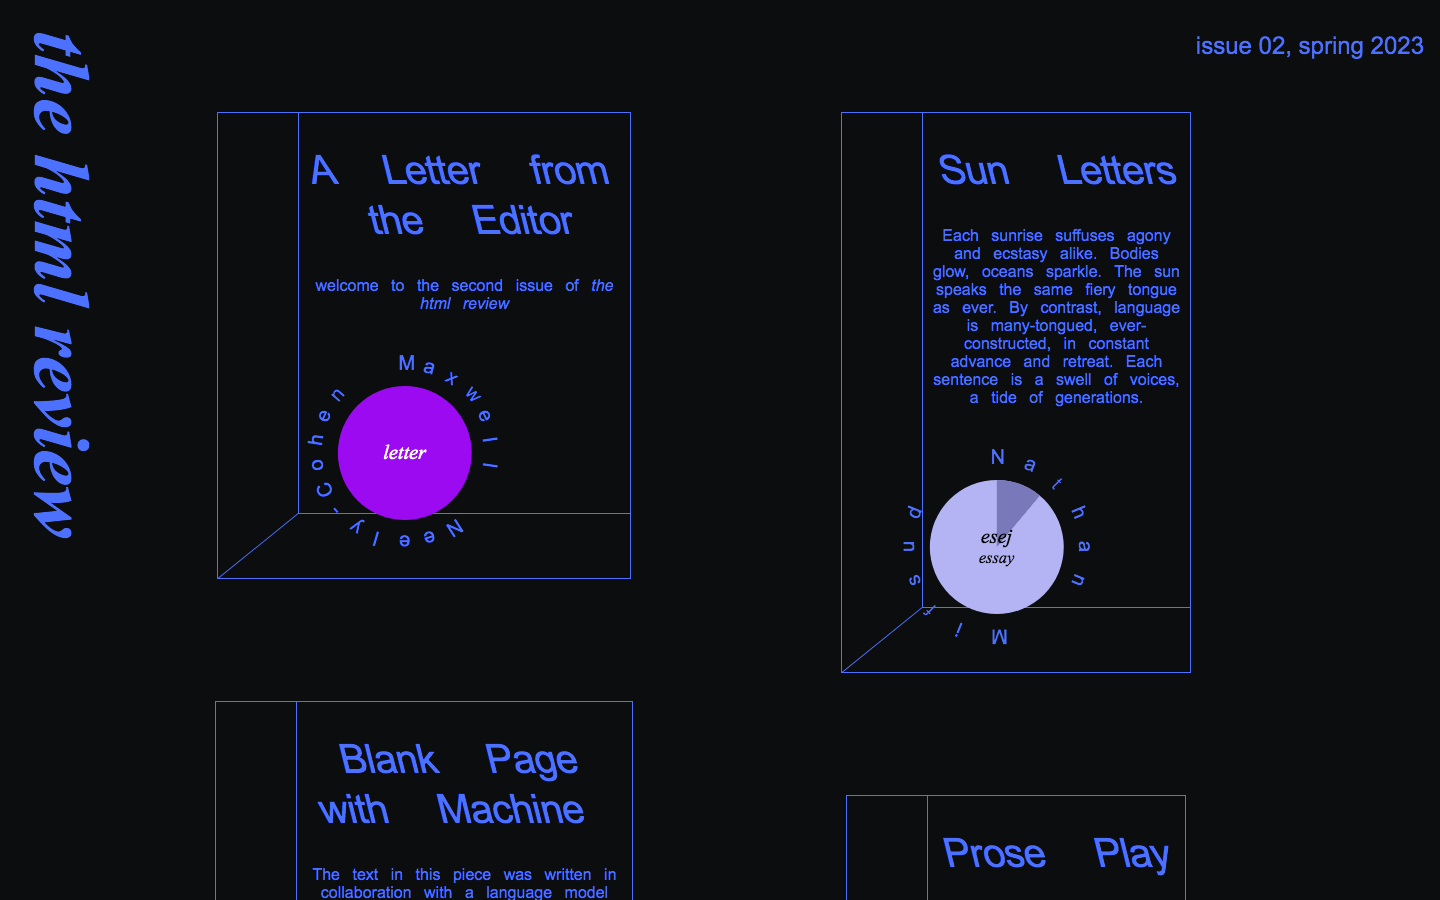 the html review
issue 02, spring 2023
A Letter from
the Editor
welcome to the second issue of the
html review
Maxwell Neely-Cohen
letter
Sun Letters
Each sunrise suffuses agony
and ecstasy alike. Bodies
glow, oceans sparkle. The sun
speaks the same fiery tongue
as ever. By contrast, language
is many-tongued, ever-
constructed, in constant
advance and retreat. Each
sentence is a swell of voices,
a tide of generations.
Nathan Mifsud
esej
essay
Blank Page
with Machine
The text in this piece was written in
collaboration with a language model
Prose Play